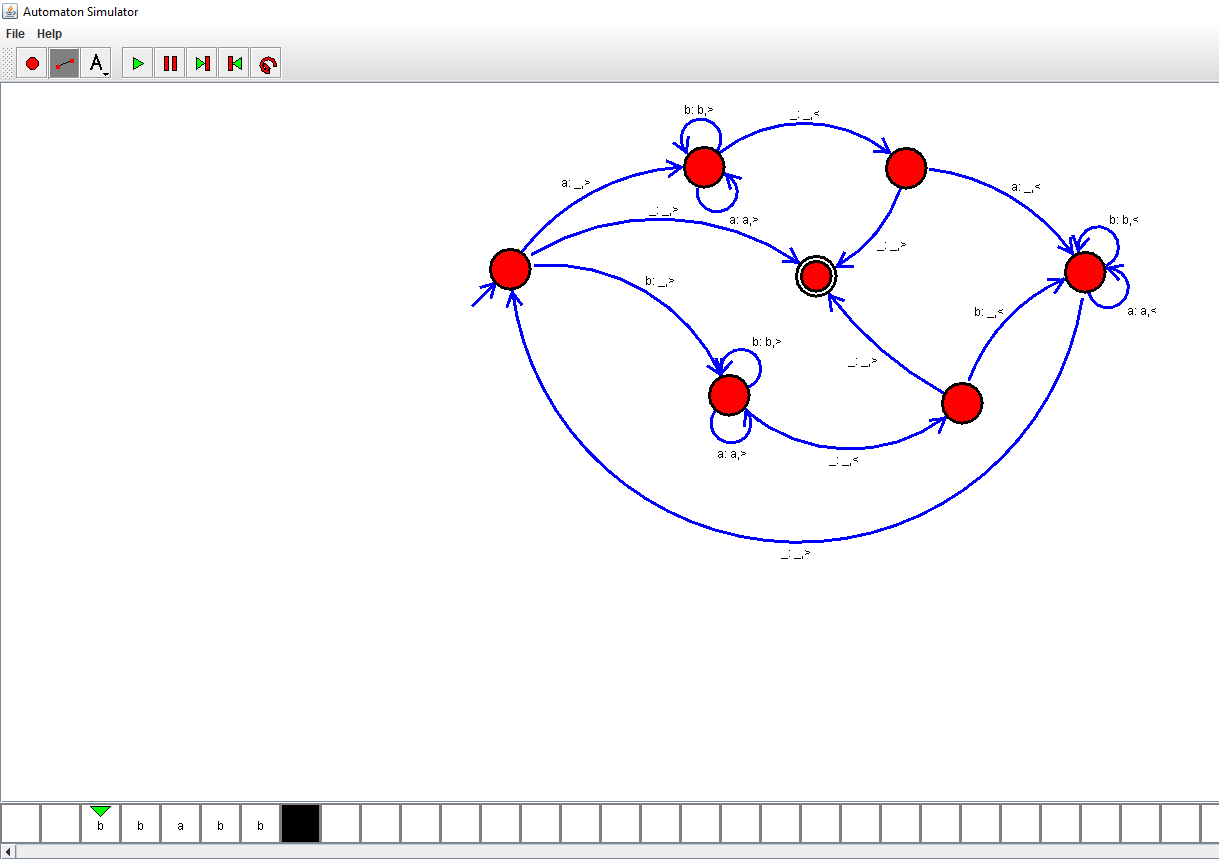 Automaton Simulator
File Help
A
b: b,>
_: _,<
a: _,>
a: _,<
_: _,>
a: a,>
b: b,<
_: _,>
b: _,>
b: _,<
a: a,<
b: b,>
_: _,>
a: a,>
_: _,<
_: _,>
b b a b b